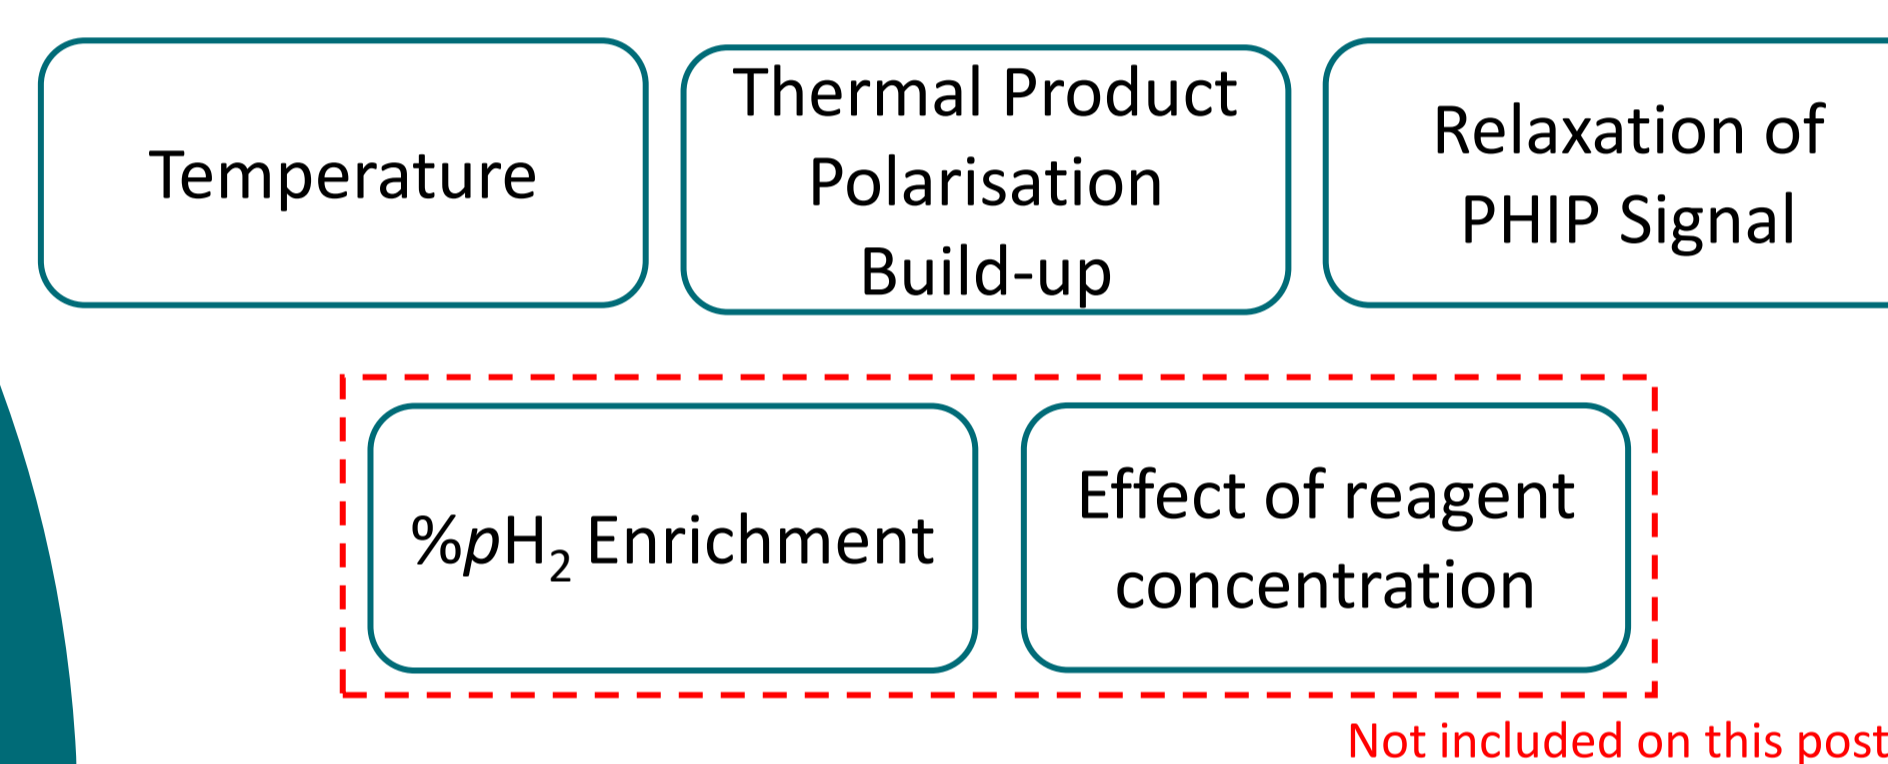 Temperature
Thermal Product
Polarisation
Build-up
Relaxation of
PHIP Signal
%pH₂ Enrichment
Effect of reagent
concentration
Not included on this post